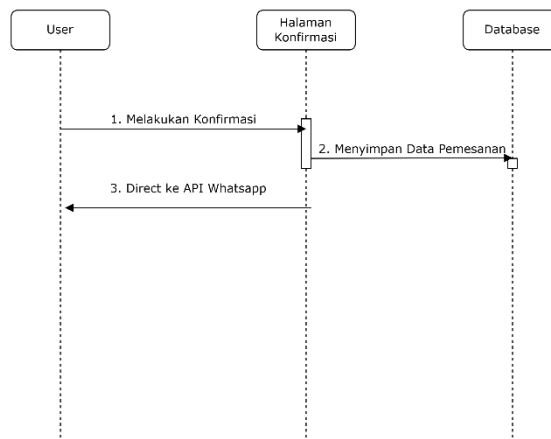 User
Halaman
Konfirmasi
Database
1. Melakukan Konfirmasi
2. Menyimpan Data Pemesanan
3. Direct ke API Whatsapp